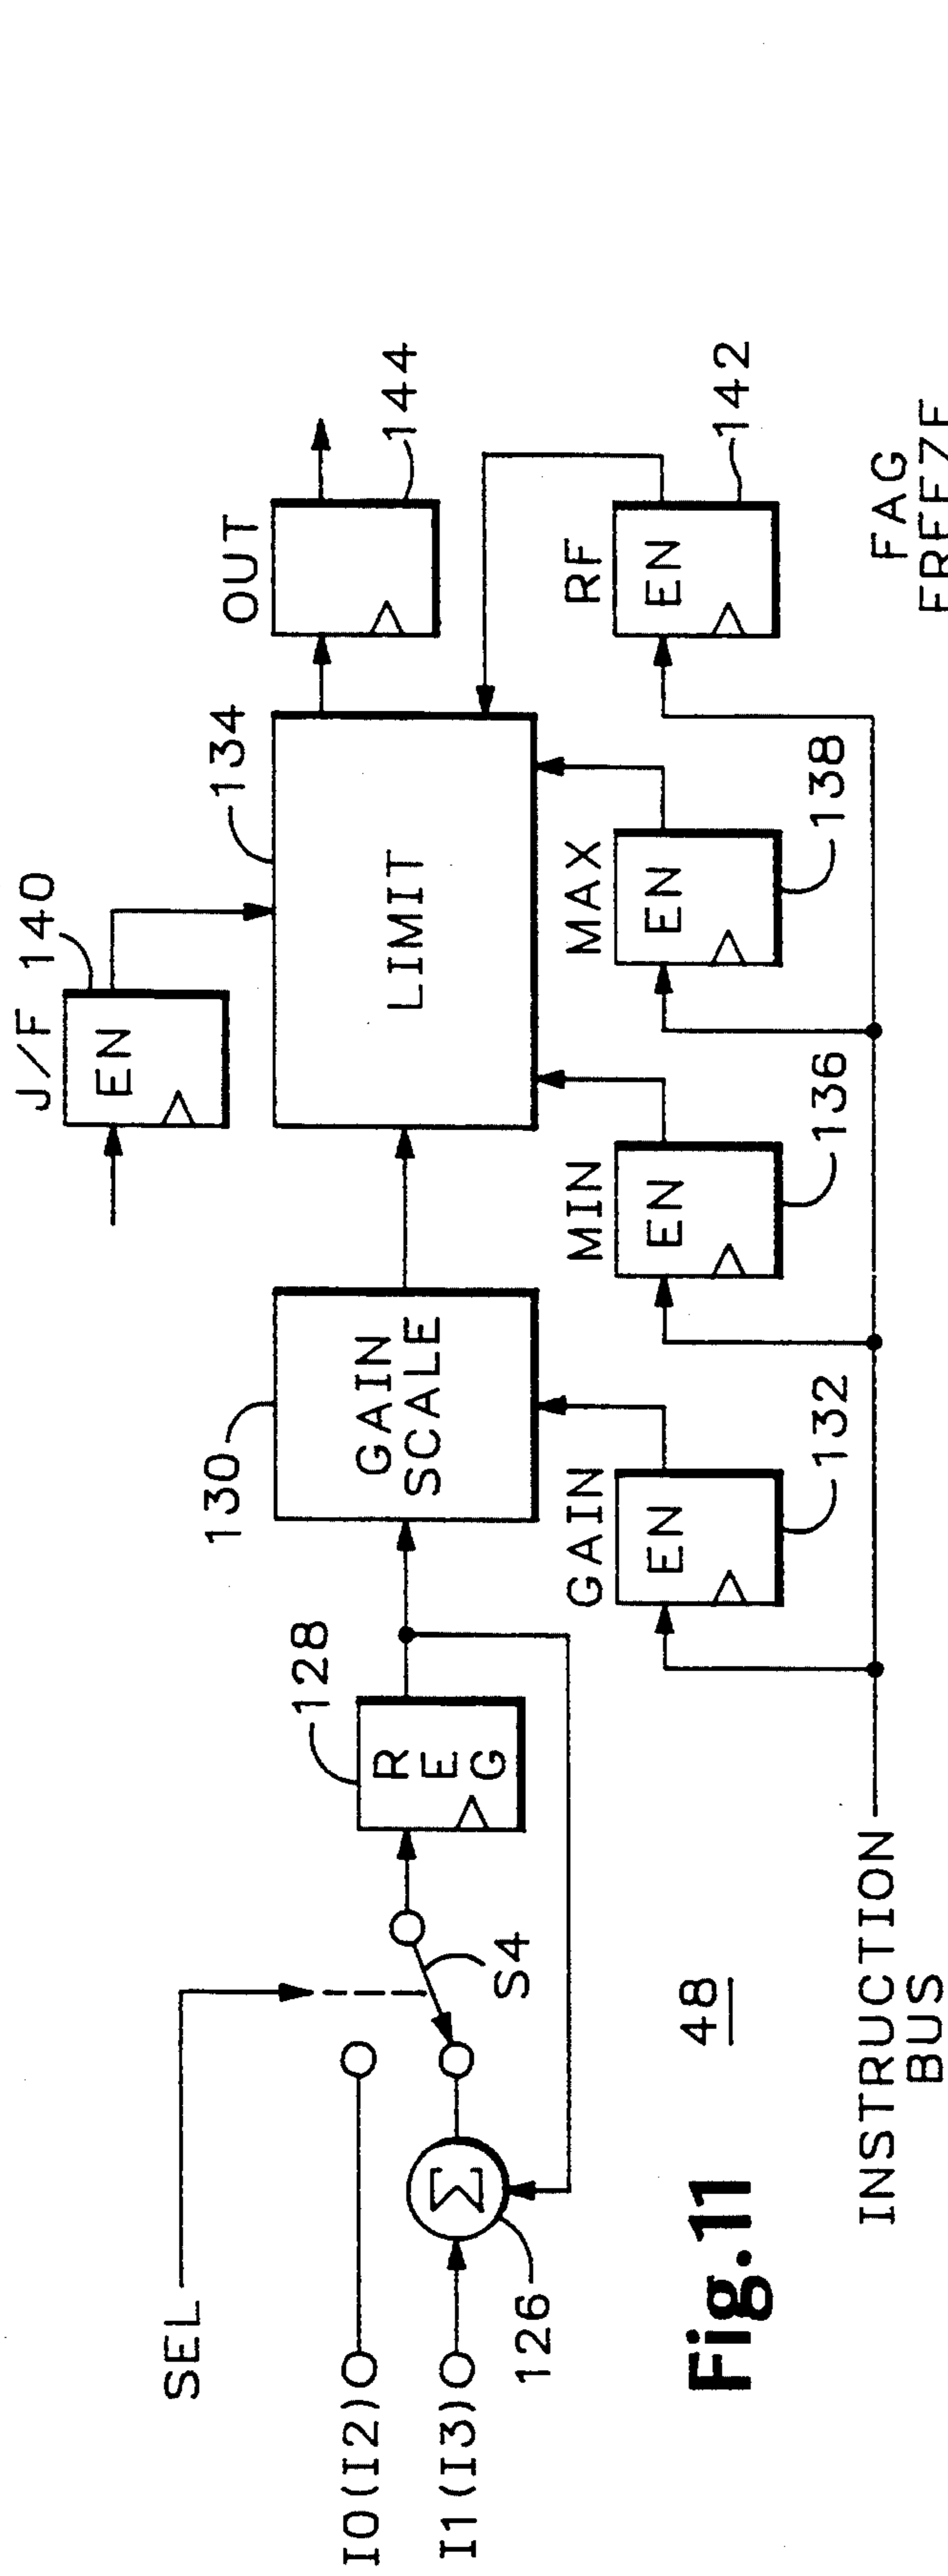 J/F 140
EN
SEL
134
OUT
130
128
144
I0(I2)
REG
GAIN
SCALE
LIMIT
I1(I3)
Σ
S4
126
GAIN
MIN
MAX
RF
EN
EN
EN
EN
132
136
138
142
Fig.11
48
INSTRUCTION
BUS
FAG